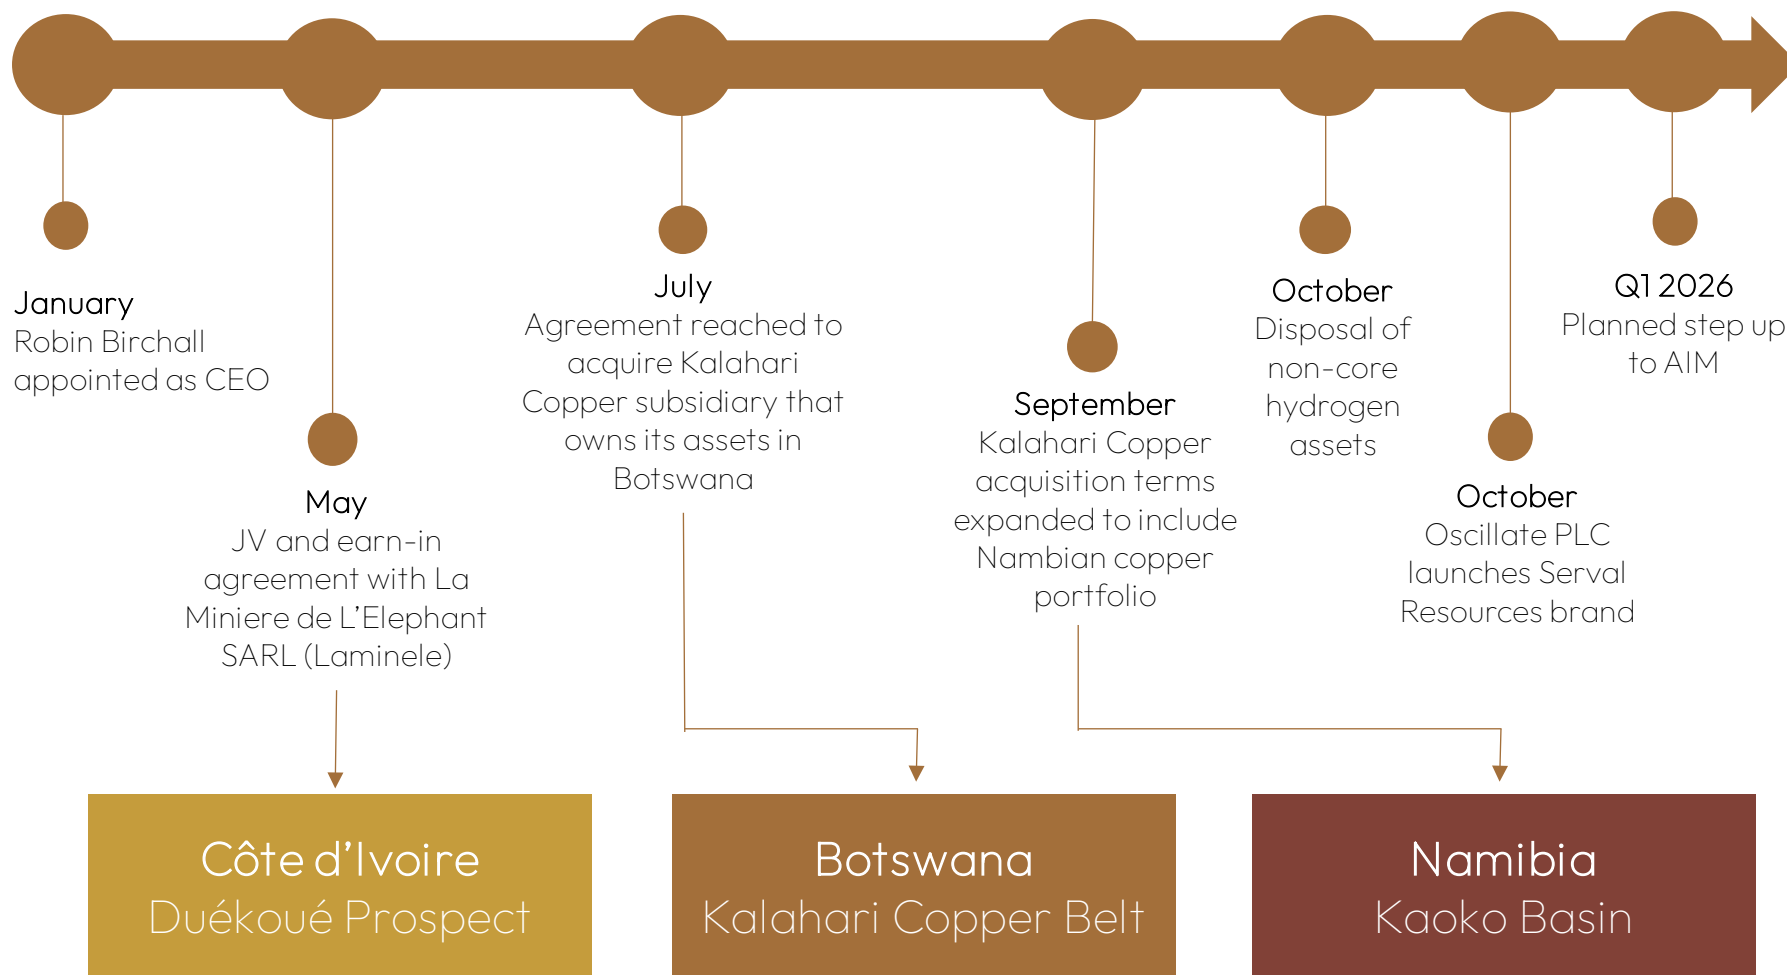 January
Robin Birchall
appointed as CEO
May
JV and earn-in
agreement with La
Miniere de L’Elephant
SARL (Laminele)
July
Agreement reached to
acquire Kalahari
Copper subsidiary that
owns its assets in
Botswana
September
Kalahari Copper
acquisition terms
expanded to include
Nambian copper
portfolio
October
Disposal of
non-core
hydrogen
assets
October
Oscillate PLC
launches Serval
Resources brand
Q1 2026
Planned step up
to AIM
Côte d’Ivoire
Duékoué Prospect
Botswana
Kalahari Copper Belt
Namibia
Kaoko Basin